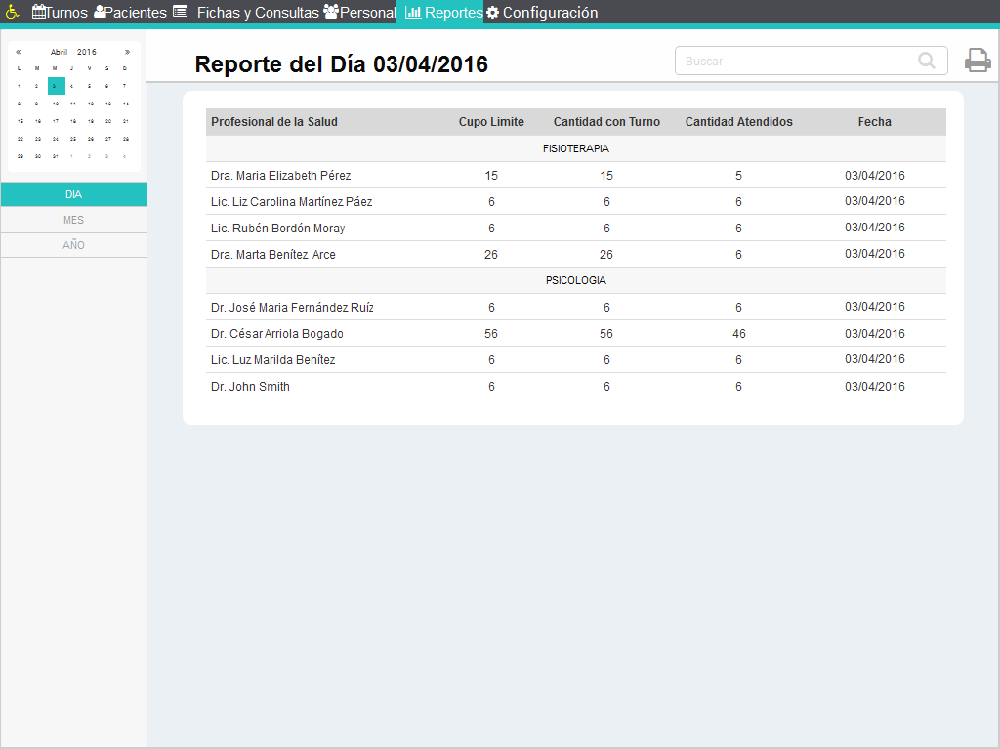 Turnos Pacientes Fichas y Consultas Personal Reportes Configuración
« Abril 2016 »
L M M J V S D
1 2 3 4 5 6 7
8 9 10 11 12 13 14
15 16 17 18 19 20 21
22 23 24 25 26 27 28
29 30 31 1 2 3 4
DIA
MES
AÑO
Reporte del Día 03/04/2016
Buscar
Profesional de la Salud Cupo Limite Cantidad con Turno Cantidad Atendidos Fecha
FISIOTERAPIA
Dra. Maria Elizabeth Pérez 15 15 5 03/04/2016
Lic. Liz Carolina Martínez Páez 6 6 6 03/04/2016
Lic. Rubén Bordón Moray 6 6 6 03/04/2016
Dra. Marta Benítez Arce 26 26 6 03/04/2016
PSICOLOGIA
Dr. José Maria Fernández Ruíz 6 6 6 03/04/2016
Dr. César Arriola Bogado 56 56 46 03/04/2016
Lic. Luz Marilda Benítez 6 6 6 03/04/2016
Dr. John Smith 6 6 6 03/04/2016